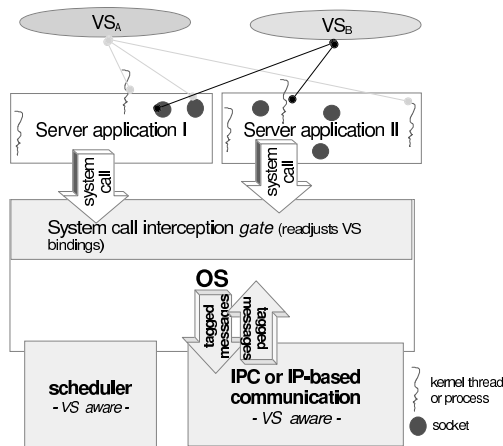 VSA
VSB
Server application I
Server application II
system
call
system
call
System call interception gate (readjusts VS
bindings)
OS
tagged
messages
tagged
messages
scheduler
- VS aware -
IPC or IP-based
communication
- VS aware -
kernel thread
or process
socket